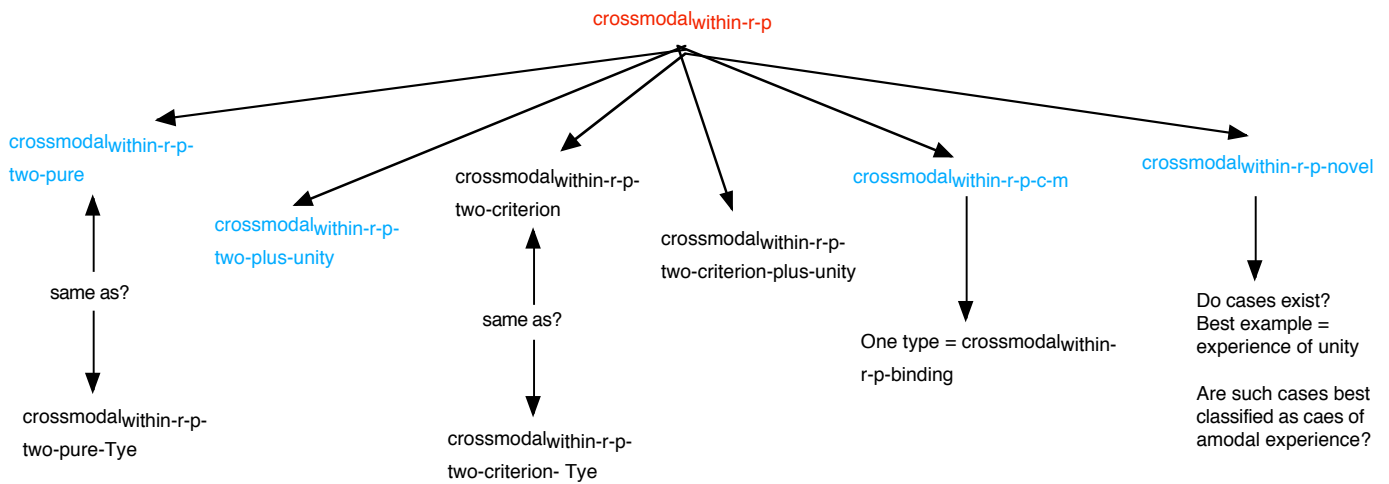 crossmodalwithin-r-p
crossmodalwithin-r-p-
two-pure
same as?
crossmodalwithin-r-p-
two-pure-Tye
crossmodalwithin-r-p-
two-plus-unity
crossmodalwithin-r-p-
two-criterion
same as?
crossmodalwithin-r-p-
two-criterion- Tye
crossmodalwithin-r-p-
two-criterion-plus-unity
crossmodalwithin-r-p-c-m
One type = crossmodalwithin-
r-p-binding
crossmodalwithin-r-p-novel
Do cases exist?
Best example =
experience of unity
Are such cases best
classified as caes of
amodal experience?